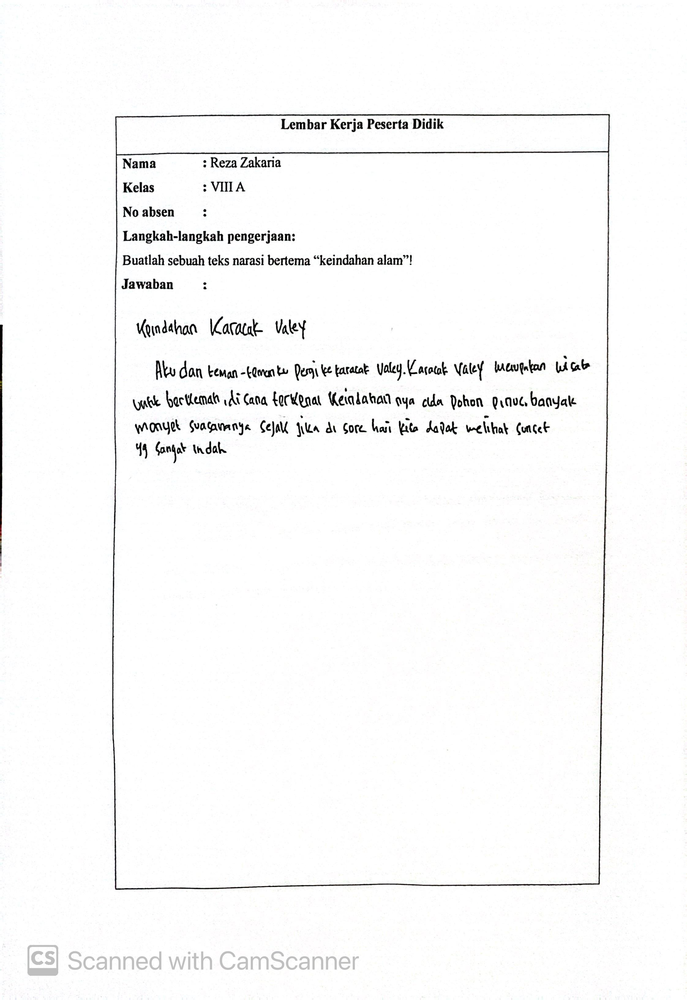 Lembar Kerja Peserta Didik
Nama : Reza Zakaria
Kelas : VIII A
No absen :
Langkah-langkah pengerjaan:
Buatlah sebuah teks narasi bertema “keindahan alam”!
Jawaban :
Keindahan Karacak Valey
Aku dan teman-temanku Pergi ke karacak Valey. Karacak Valey merupakan wisata
untuk berkemah, di sana terkenal Keindahan nya ada Pohon pinus. banyak
monyet suasananya sejak jika di sore hari kita dapat melihat sunset
yg sangat indah
CS Scanned with CamScanner